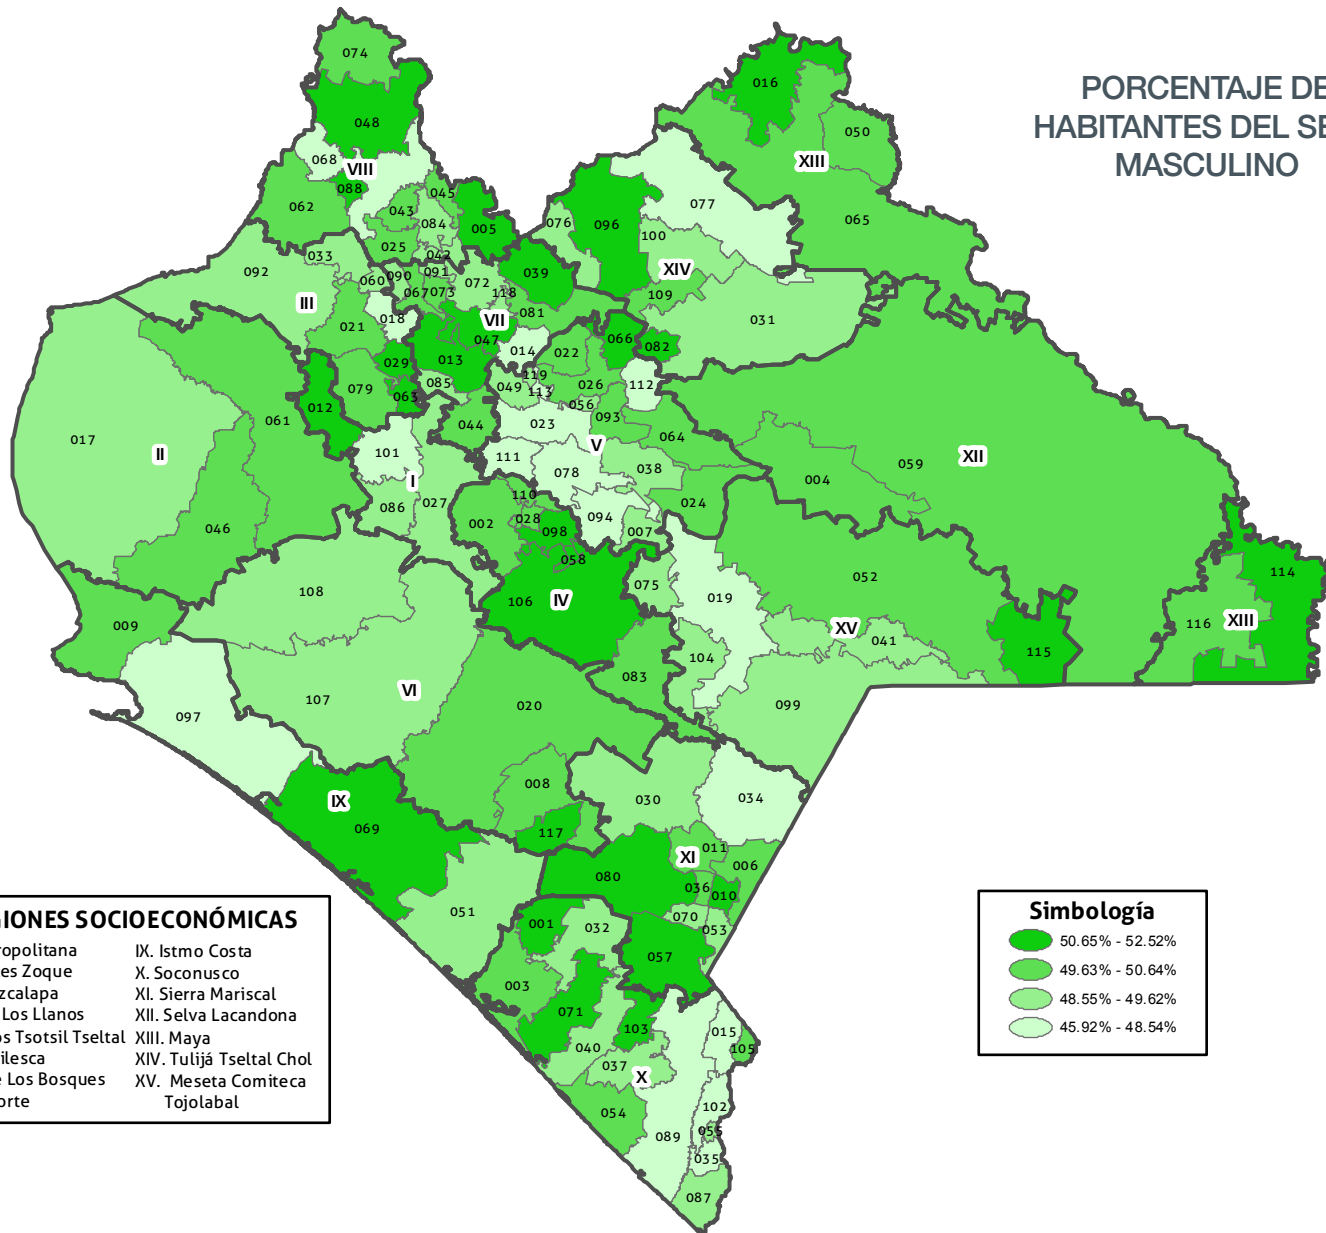 PORCENTAJE DE
HABITANTES DEL SE
MASCULINO
074
016
048
050
068
VIII
XIII
088
045
062
043
077
084
005
076
096
065
025
100
042
033
092
090
091
039
XIV
060
072
067
073
118
109
III
081
018
VII
031
021
047
066
082
014
022
029
013
119
085
026
112
079
049
113
063
056
012
093
061
044
023
064
017
V
II
101
111
XII
I
078
038
059
004
110
027
086
024
002
028
094
046
098
007
058
114
052
075
108
106
IV
019
009
116
XIII
XV
041
115
104
083
107
VI
099
020
097
008
034
IX
030
069
117
011
XI
006
080
036
010
051
070
001
032
053
057
003
071
103
015
040
105
037
X
054
102
055
089
035
087
GIONES SOCIOECONÓMICAS
ropolitana
es Zoque
zcalapa
Los Llanos
os Tsotsil Tseltal
ilesca
e Los Bosques
orte
IX. Istmo Costa
X. Soconusco
XI. Sierra Mariscal
XII. Selva Lacandona
XIII. Maya
XIV. Tulijá Tseltal Chol
XV. Meseta Comiteca
Tojolabal
Simbología
50.65% - 52.52%
49.63% - 50.64%
48.55% - 49.62%
45.92% - 48.54%